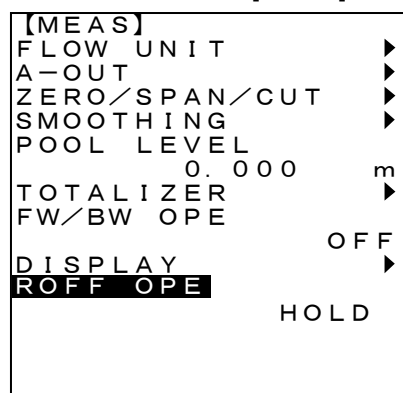 【MEAS】
FLOW UNIT ▶
A－OUT ▶
ZERO／SPAN／CUT ▶
SMOOTHING ▶
POOL LEVEL
0. 000 m
TOTALIZER ▶
FW／BW OPE
OFF
DISPLAY ▶
ROFF OPE
HOLD